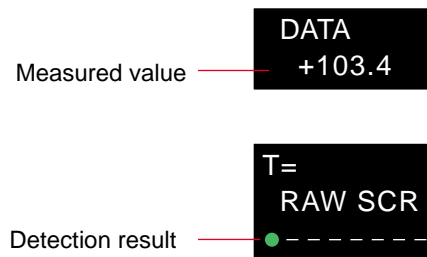 DATA
Measured value +103.4
T=
RAW SCR
Detection result